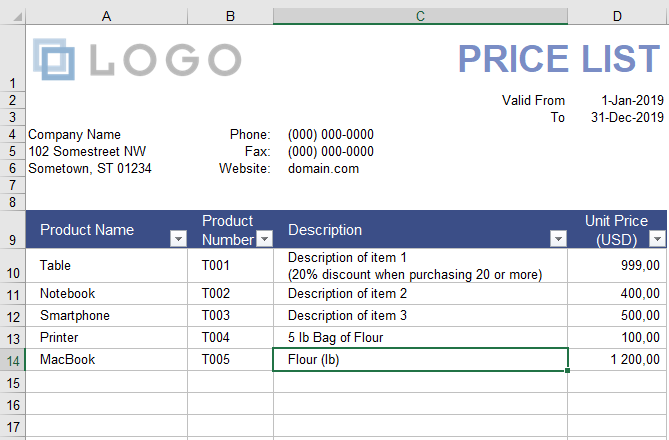 A B C D
1 LOGO PRICE LIST
2 Valid From 1-Jan-2019
3 To 31-Dec-2019
4 Company Name Phone: (000) 000-0000
5 102 Somestreet NW Fax: (000) 000-0000
6 Sometown, ST 01234 Website: domain.com
7
8
9 Product Name Product Number Description Unit Price (USD)
10 Table T001 Description of item 1 999,00
(20% discount when purchasing 20 or more)
11 Notebook T002 Description of item 2 400,00
12 Smartphone T003 Description of item 3 500,00
13 Printer T004 5 lb Bag of Flour 100,00
14 MacBook T005 Flour (lb) 1 200,00
15
16
17